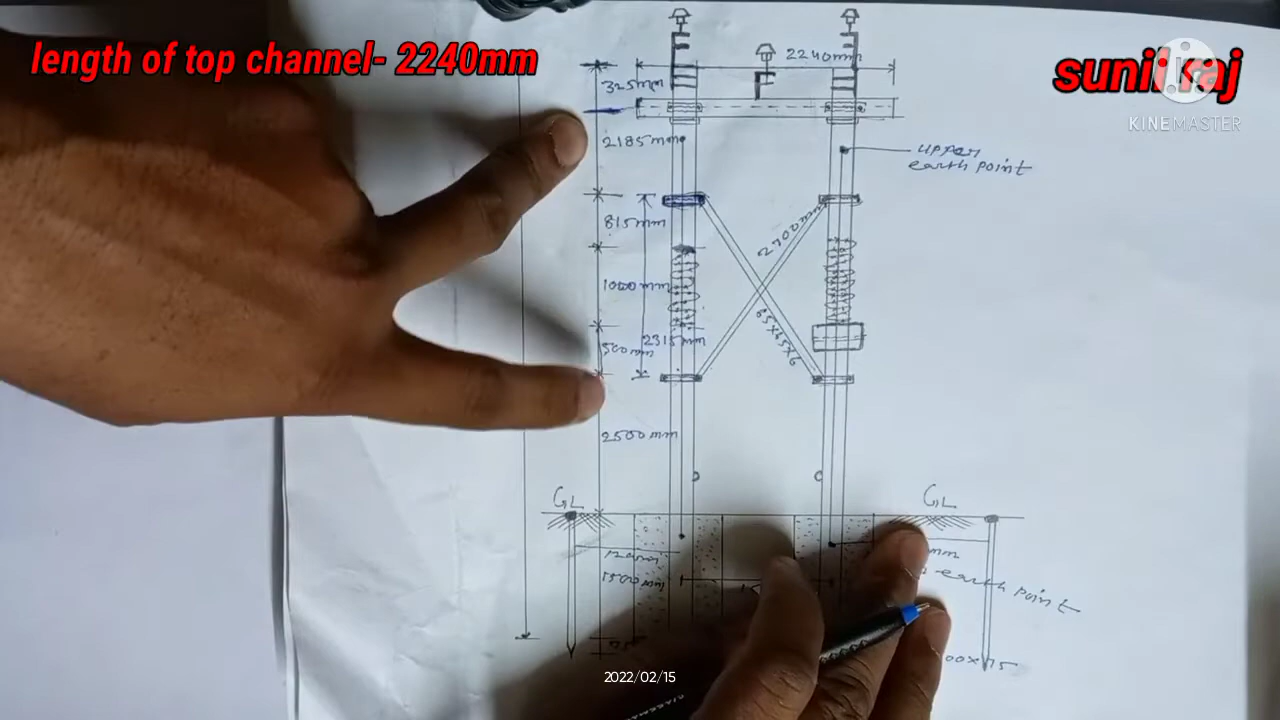 length of top channel- 2240mm
sunil raj
KINEMASTER
2240mm
325mm
2185mm
upper
earth point
815mm
2700mm
1000mm
65x65x6
2315mm
500mm
2500mm
GL
GL
mm
1500mm
earth point
2022/02/15